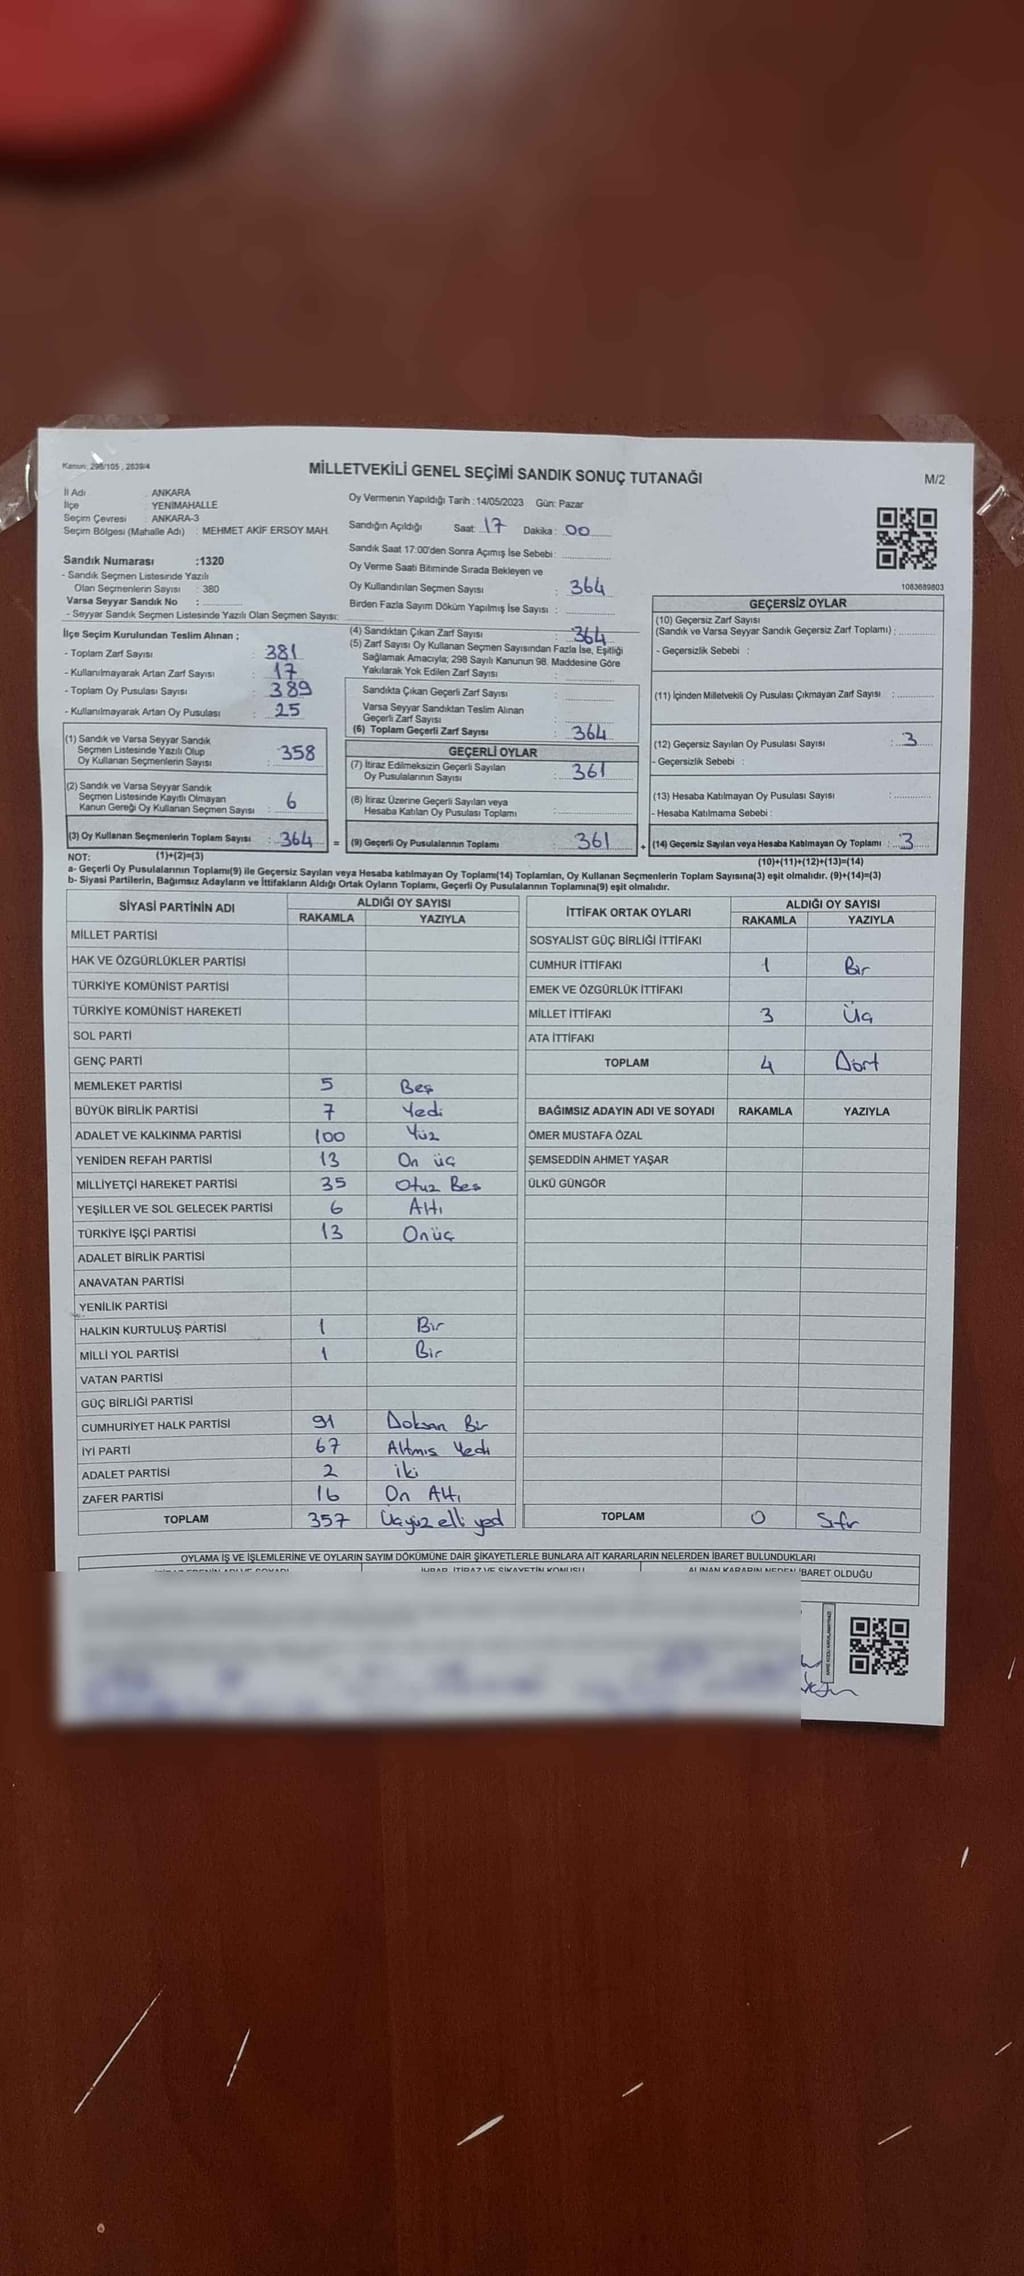 Kanun: 298/105 , 2839/4
MİLLETVEKİLİ GENEL SEÇİMİ SANDIK SONUÇ TUTANAĞI
M/2
İl Adı : ANKARA
İlçe : YENİMAHALLE
Seçim Çevresi : ANKARA-3
Seçim Bölgesi (Mahalle Adı) : MEHMET AKİF ERSOY MAH.
Sandık Numarası :1320
- Sandık Seçmen Listesinde Yazılı
Olan Seçmenlerin Sayısı : 380
Varsa Seyyar Sandık No :
- Seyyar Sandık Seçmen Listesinde Yazılı Olan Seçmen Sayısı:
Oy Vermenin Yapıldığı Tarih : 14/05/2023 Gün: Pazar
Sandığın Açıldığı Saat: 17 Dakika : 00
Sandık Saat 17:00'den Sonra Açımış İse Sebebi :
Oy Verme Saati Bitiminde Sırada Bekleyen ve
Oy Kullandırılan Seçmen Sayısı : 364
Birden Fazla Sayım Döküm Yapılmış İse Sayısı :
1083689803
İlçe Seçim Kurulundan Teslim Alınan ;
- Toplam Zarf Sayısı : 381
- Kullanılmayarak Artan Zarf Sayısı : 17
- Toplam Oy Pusulası Sayısı : 389
- Kullanılmayarak Artan Oy Pusulası : 25
(1) Sandık ve Varsa Seyyar Sandık
Seçmen Listesinde Yazılı Olup
Oy Kullanan Seçmenlerin Sayısı : 358
(2) Sandık ve Varsa Seyyar Sandık
Seçmen Listesinde Kayıtlı Olmayan
Kanun Gereği Oy Kullanan Seçmen Sayısı : 6
(3) Oy Kullanan Seçmenlerin Toplam Sayısı : 364 =
(1)+(2)=(3)
(4) Sandıktan Çıkan Zarf Sayısı : 364
(5) Zarf Sayısı Oy Kullanan Seçmen Sayısından Fazla İse, Eşitliği
Sağlamak Amacıyla; 298 Sayılı Kanunun 98. Maddesine Göre
Yakılarak Yok Edilen Zarf Sayısı :
Sandıkta Çıkan Geçerli Zarf Sayısı :
Varsa Seyyar Sandıktan Teslim Alınan
Geçerli Zarf Sayısı :
(6) Toplam Geçerli Zarf Sayısı : 364
GEÇERLİ OYLAR
(7) İtiraz Edilmeksizin Geçerli Sayılan
Oy Pusulalarının Sayısı : 361
(8) İtiraz Üzerine Geçerli Sayılan veya
Hesaba Katılan Oy Pusulası Toplamı :
(9) Geçerli Oy Pusulalarının Toplamı : 361 +
GEÇERSİZ OYLAR
(10) Geçersiz Zarf Sayısı
(Sandık ve Varsa Seyyar Sandık Geçersiz Zarf Toplamı) :
- Geçersizlik Sebebi :
(11) İçinden Milletvekili Oy Pusulası Çıkmayan Zarf Sayısı :
(12) Geçersiz Sayılan Oy Pusulası Sayısı : 3
- Geçersizlik Sebebi :
(13) Hesaba Katılmayan Oy Pusulası Sayısı :
- Hesaba Katılmama Sebebi :
(14) Geçersiz Sayılan veya Hesaba Katılmayan Oy Toplamı : 3
(10)+(11)+(12)+(13)=(14)
NOT:
a- Geçerli Oy Pusulalarının Toplamı(9) ile Geçersiz Sayılan veya Hesaba katılmayan Oy Toplamı(14) Toplamları, Oy Kullanan Seçmenlerin Toplam Sayısına(3) eşit olmalıdır. (9)+(14)=(3)
b- Siyasi Partilerin, Bağımsız Adayların ve İttifakların Aldığı Ortak Oyların Toplamı, Geçerli Oy Pusulalarının Toplamına(9) eşit olmalıdır.
SİYASİ PARTİNİN ADI ALDIĞI OY SAYISI
RAKAMLA YAZIYLA
MİLLET PARTİSİ
HAK VE ÖZGÜRLÜKLER PARTİSİ
TÜRKİYE KOMÜNİST PARTİSİ
TÜRKİYE KOMÜNİST HAREKETİ
SOL PARTİ
GENÇ PARTİ
MEMLEKET PARTİSİ 5 Beş
BÜYÜK BİRLİK PARTİSİ 7 Yedi
ADALET VE KALKINMA PARTİSİ 100 Yüz
YENİDEN REFAH PARTİSİ 13 On üç
MİLLİYETÇİ HAREKET PARTİSİ 35 Otuz Beş
YEŞİLLER VE SOL GELECEK PARTİSİ 6 Altı
TÜRKİYE İŞÇİ PARTİSİ 13 Onüç
ADALET BİRLİK PARTİSİ
ANAVATAN PARTİSİ
YENİLİK PARTİSİ
HALKIN KURTULUŞ PARTİSİ 1 Bir
MİLLİ YOL PARTİSİ 1 Bir
VATAN PARTİSİ
GÜÇ BİRLİĞİ PARTİSİ
CUMHURİYET HALK PARTİSİ 91 Doksan Bir
İYİ PARTİ 67 Altmış Yedi
ADALET PARTİSİ 2 iki
ZAFER PARTİSİ 16 On Altı
TOPLAM 357 Üçyüz elli yed
İTTİFAK ORTAK OYLARI ALDIĞI OY SAYISI
RAKAMLA YAZIYLA
SOSYALİST GÜÇ BİRLİĞİ İTTİFAKI
CUMHUR İTTİFAKI 1 Bir
EMEK VE ÖZGÜRLÜK İTTİFAKI
MİLLET İTTİFAKI 3 Üç
ATA İTTİFAKI
TOPLAM 4 Dört
BAĞIMSIZ ADAYIN ADI VE SOYADI RAKAMLA YAZIYLA
ÖMER MUSTAFA ÖZAL
ŞEMSEDDİN AHMET YAŞAR
ÜLKÜ GÜNGÖR
TOPLAM 0 Sıfır
OYLAMA İŞ VE İŞLEMLERİNE VE OYLARIN SAYIM DÖKÜMÜNE DAİR ŞİKAYETLERLE BUNLARA AİT KARARLARIN NELERDEN İBARET BULUNDUKLARI
İHBAR, İTİRAZ VE ŞİKAYETİN KONUSU ALINAN KARARIN NEDEN İBARET OLDUĞU